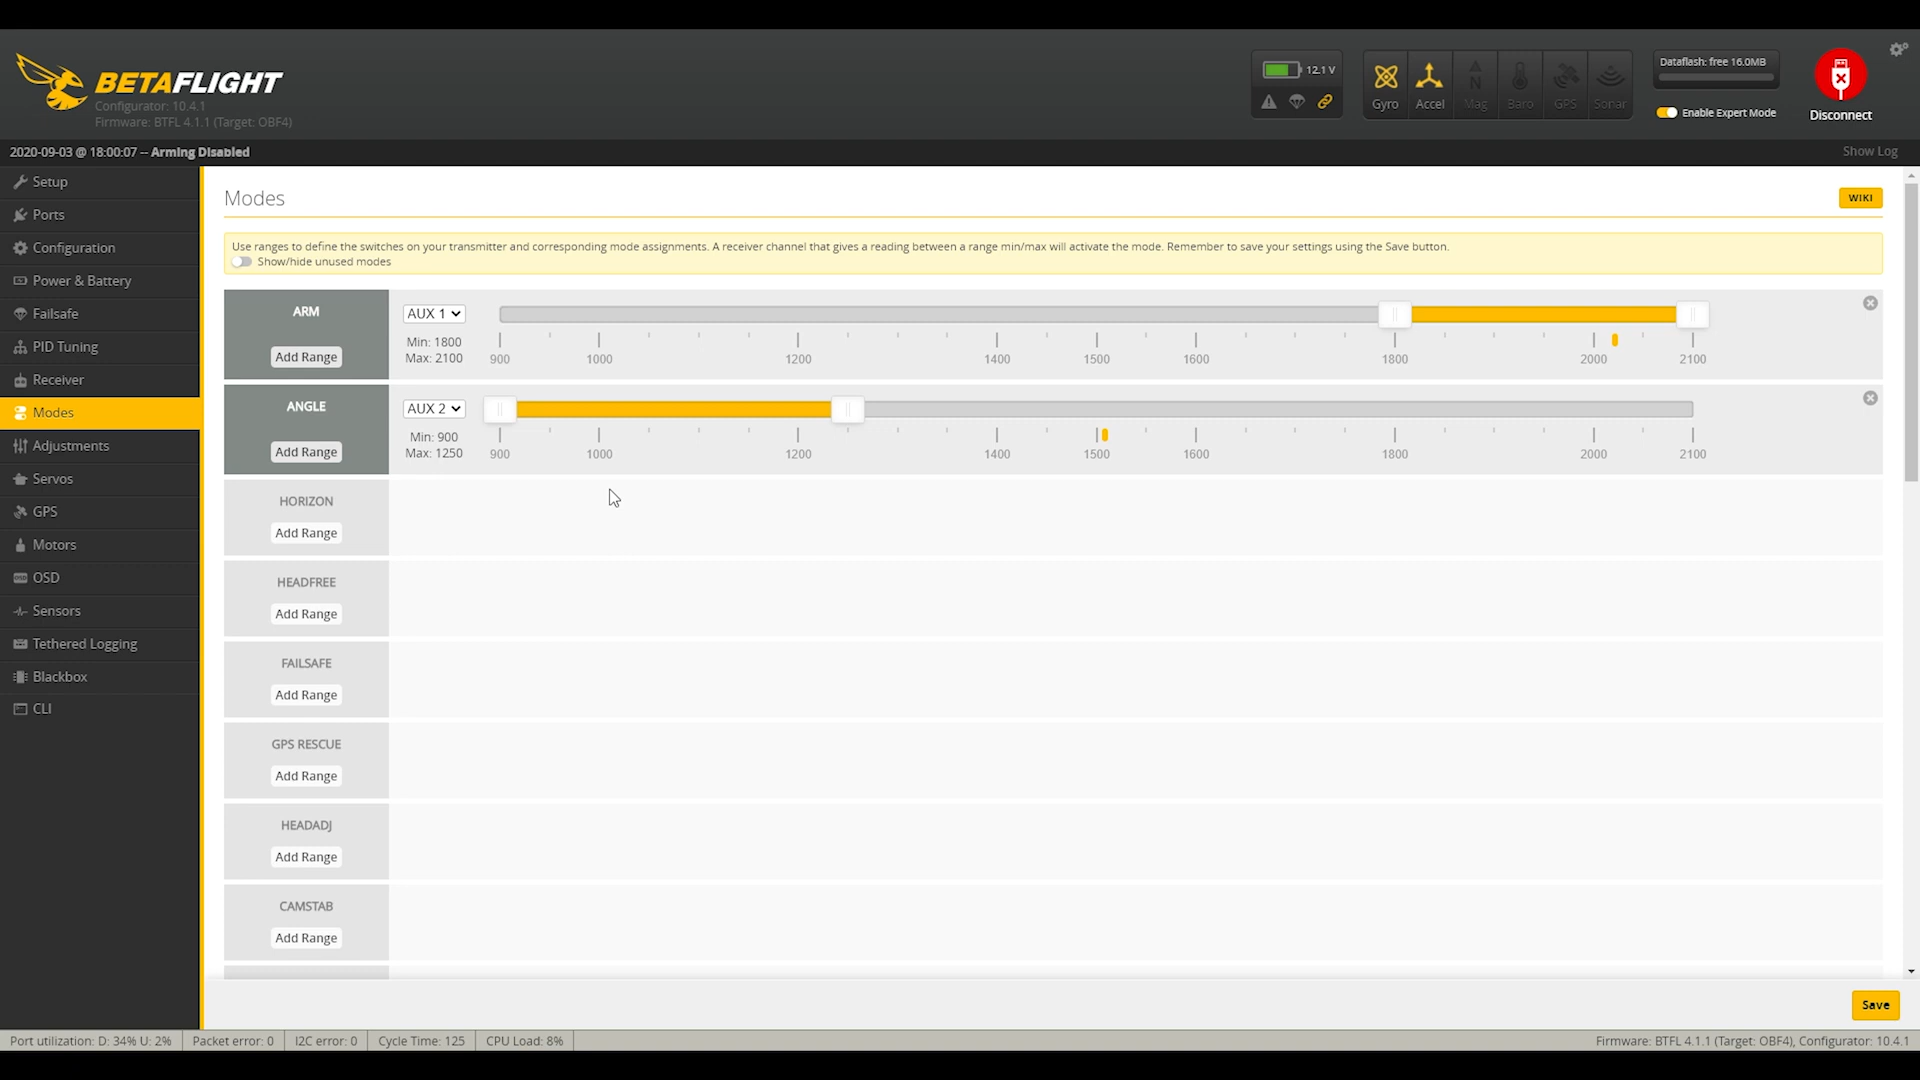 BETAFLIGHT
Configurator: 10.4.1
Firmware: BTFL 4.1.1 (Target: OBF4)
12.1 V
Gyro Accel Mag Baro GPS Sonar
Dataflash: free 16.0MB
Enable Expert Mode
Disconnect
2020-09-03 @ 18:00:07 -- Arming Disabled
Show Log
Setup
Ports
Configuration
Power & Battery
Failsafe
PID Tuning
Receiver
Modes
Adjustments
Servos
GPS
Motors
OSD
Sensors
Tethered Logging
Blackbox
CLI
Modes
WIKI
Use ranges to define the switches on your transmitter and corresponding mode assignments. A receiver channel that gives a reading between a range min/max will activate the mode. Remember to save your settings using the Save button.
Show/hide unused modes
ARM
Add Range
AUX 1
Min: 1800
Max: 2100
900 1000 1200 1400 1500 1600 1800 2000 2100
ANGLE
Add Range
AUX 2
Min: 900
Max: 1250
900 1000 1200 1400 1500 1600 1800 2000 2100
HORIZON
Add Range
HEADFREE
Add Range
FAILSAFE
Add Range
GPS RESCUE
Add Range
HEADADJ
Add Range
CAMSTAB
Add Range
Save
Port utilization: D: 34% U: 2% Packet error: 0 I2C error: 0 Cycle Time: 125 CPU Load: 8%
Firmware: BTFL 4.1.1 (Target: OBF4), Configurator: 10.4.1